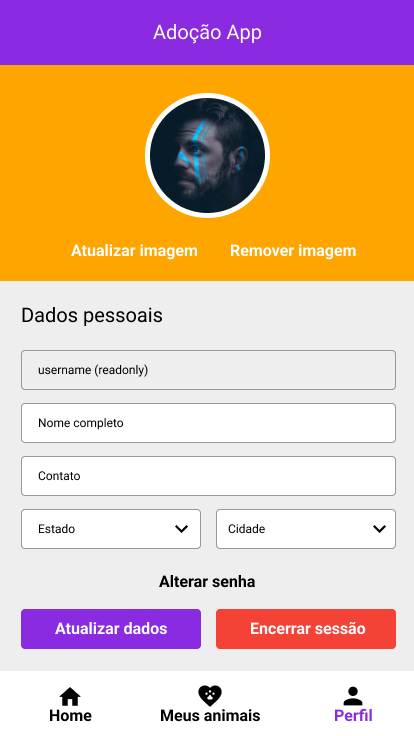 Adoção App
Atualizar imagem Remover imagem
Dados pessoais
username (readonly)
Nome completo
Contato
Estado Cidade
Alterar senha
Atualizar dados Encerrar sessão
Home Meus animais Perfil